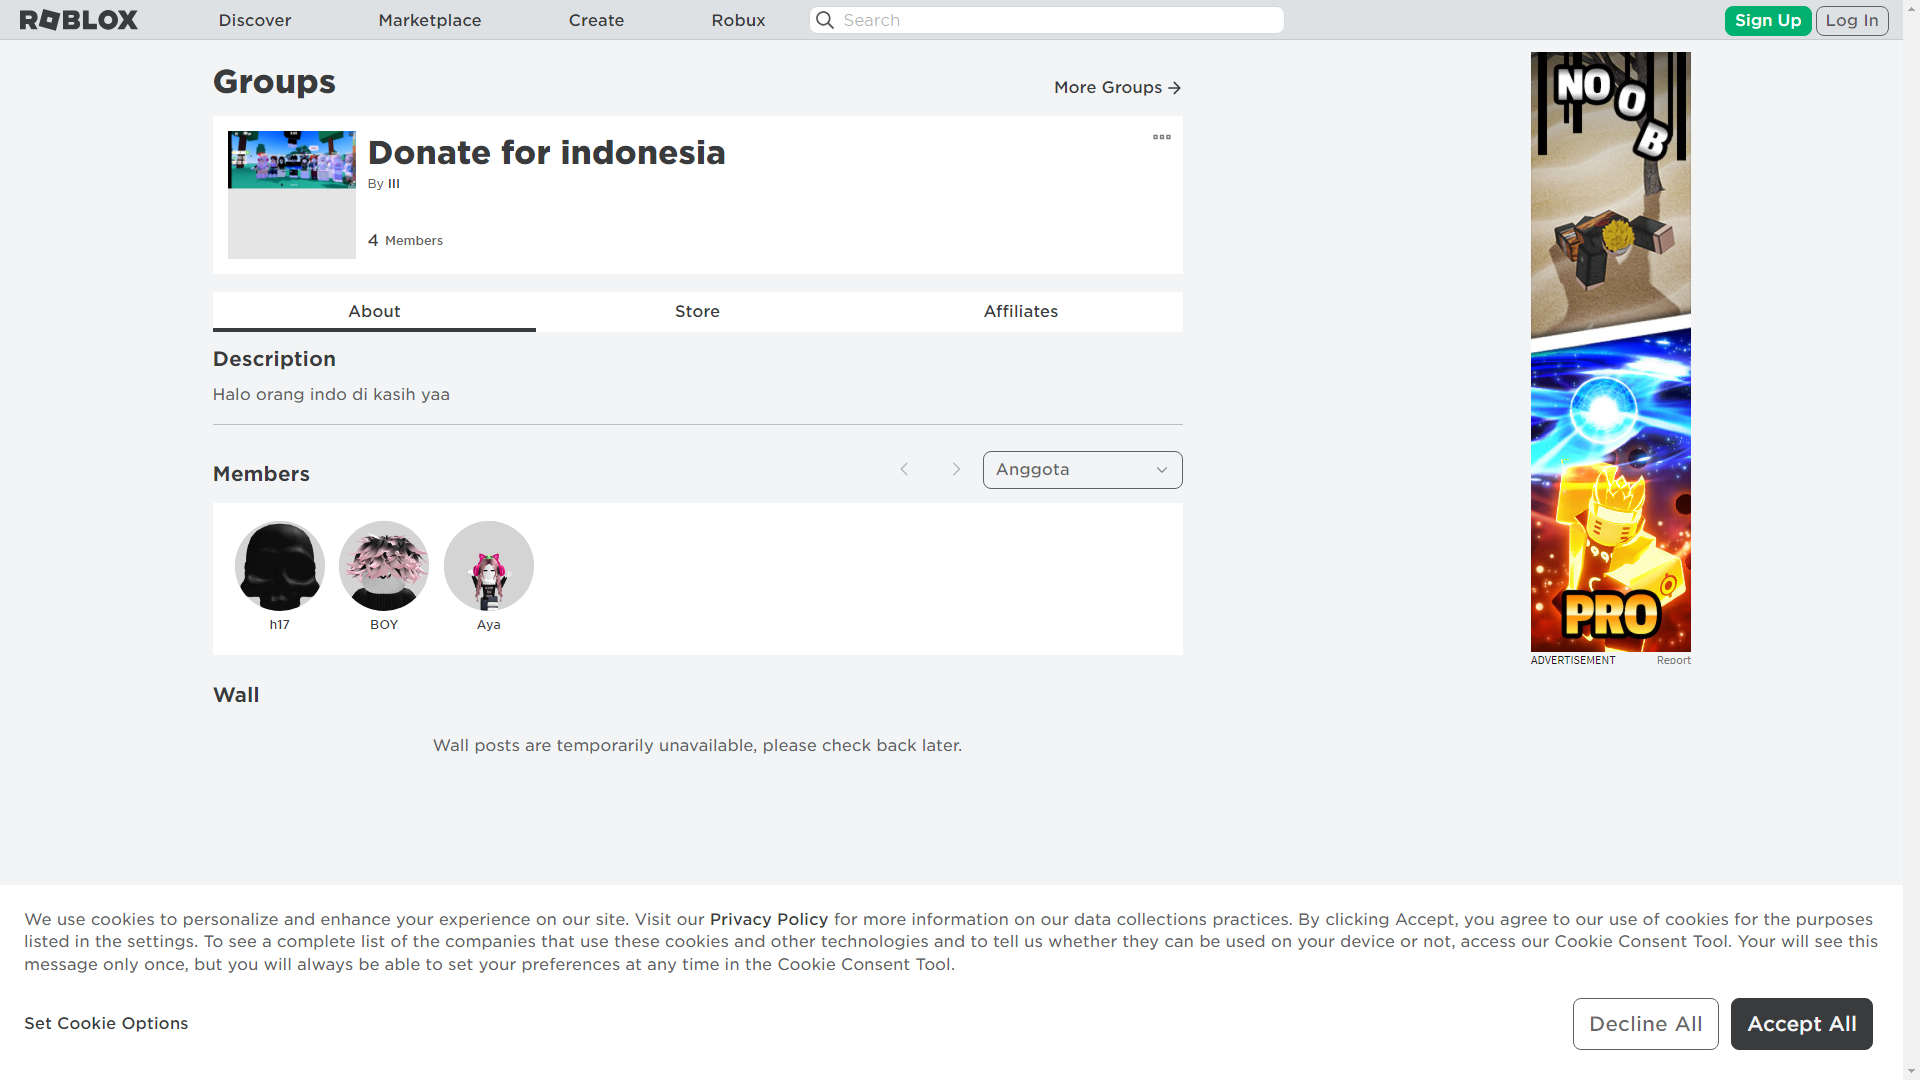 ROBLOX
Discover
Marketplace
Create
Robux
Search
Sign Up
Log In
Groups
More Groups
Donate for indonesia
By III
4 Members
About
Store
Affiliates
Description
Halo orang indo di kasih yaa
Members
Anggota
h17
BOY
Aya
Wall
Wall posts are temporarily unavailable, please check back later.
NOOB
PRO
ADVERTISEMENT
Report
We use cookies to personalize and enhance your experience on our site. Visit our Privacy Policy for more information on our data collections practices. By clicking Accept, you agree to our use of cookies for the purposes
listed in the settings. To see a complete list of the companies that use these cookies and other technologies and to tell us whether they can be used on your device or not, access our Cookie Consent Tool. Your will see this
message only once, but you will always be able to set your preferences at any time in the Cookie Consent Tool.
Set Cookie Options
Decline All
Accept All